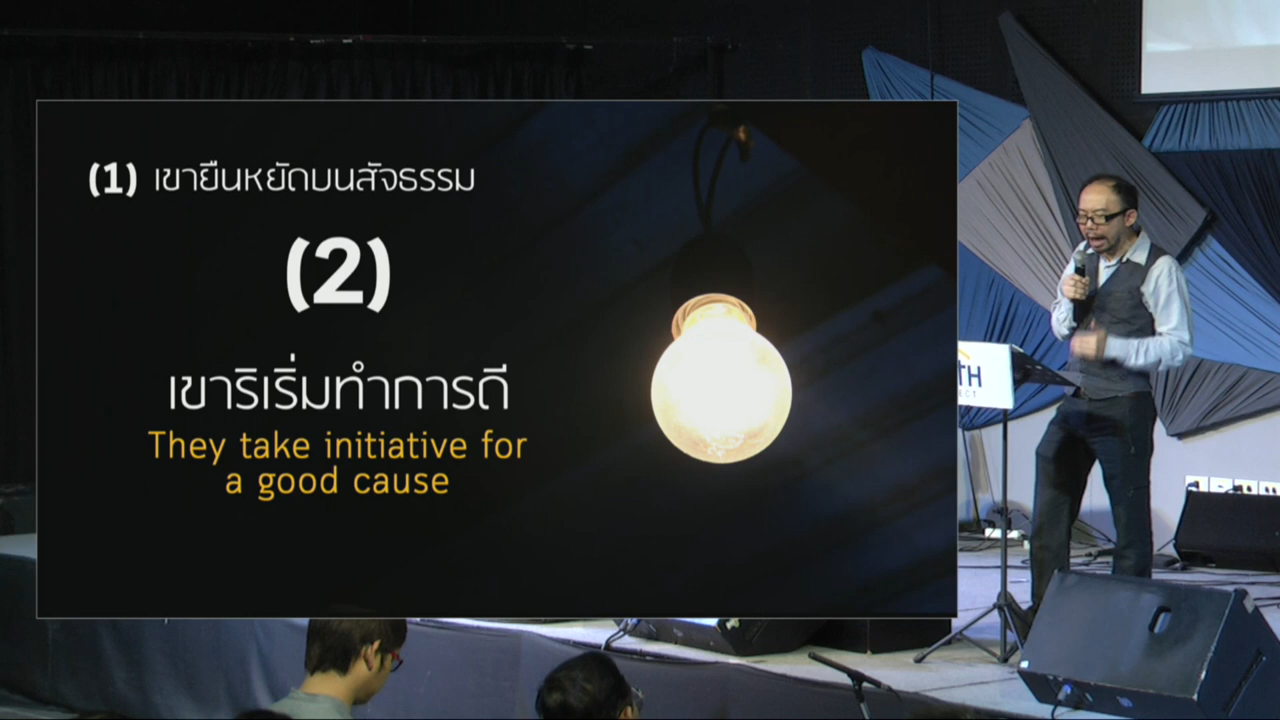 (1) เขายืนหยัดบนสัจธรรม
(2)
เขาริเริ่มทำการดี
They take initiative for
a good cause